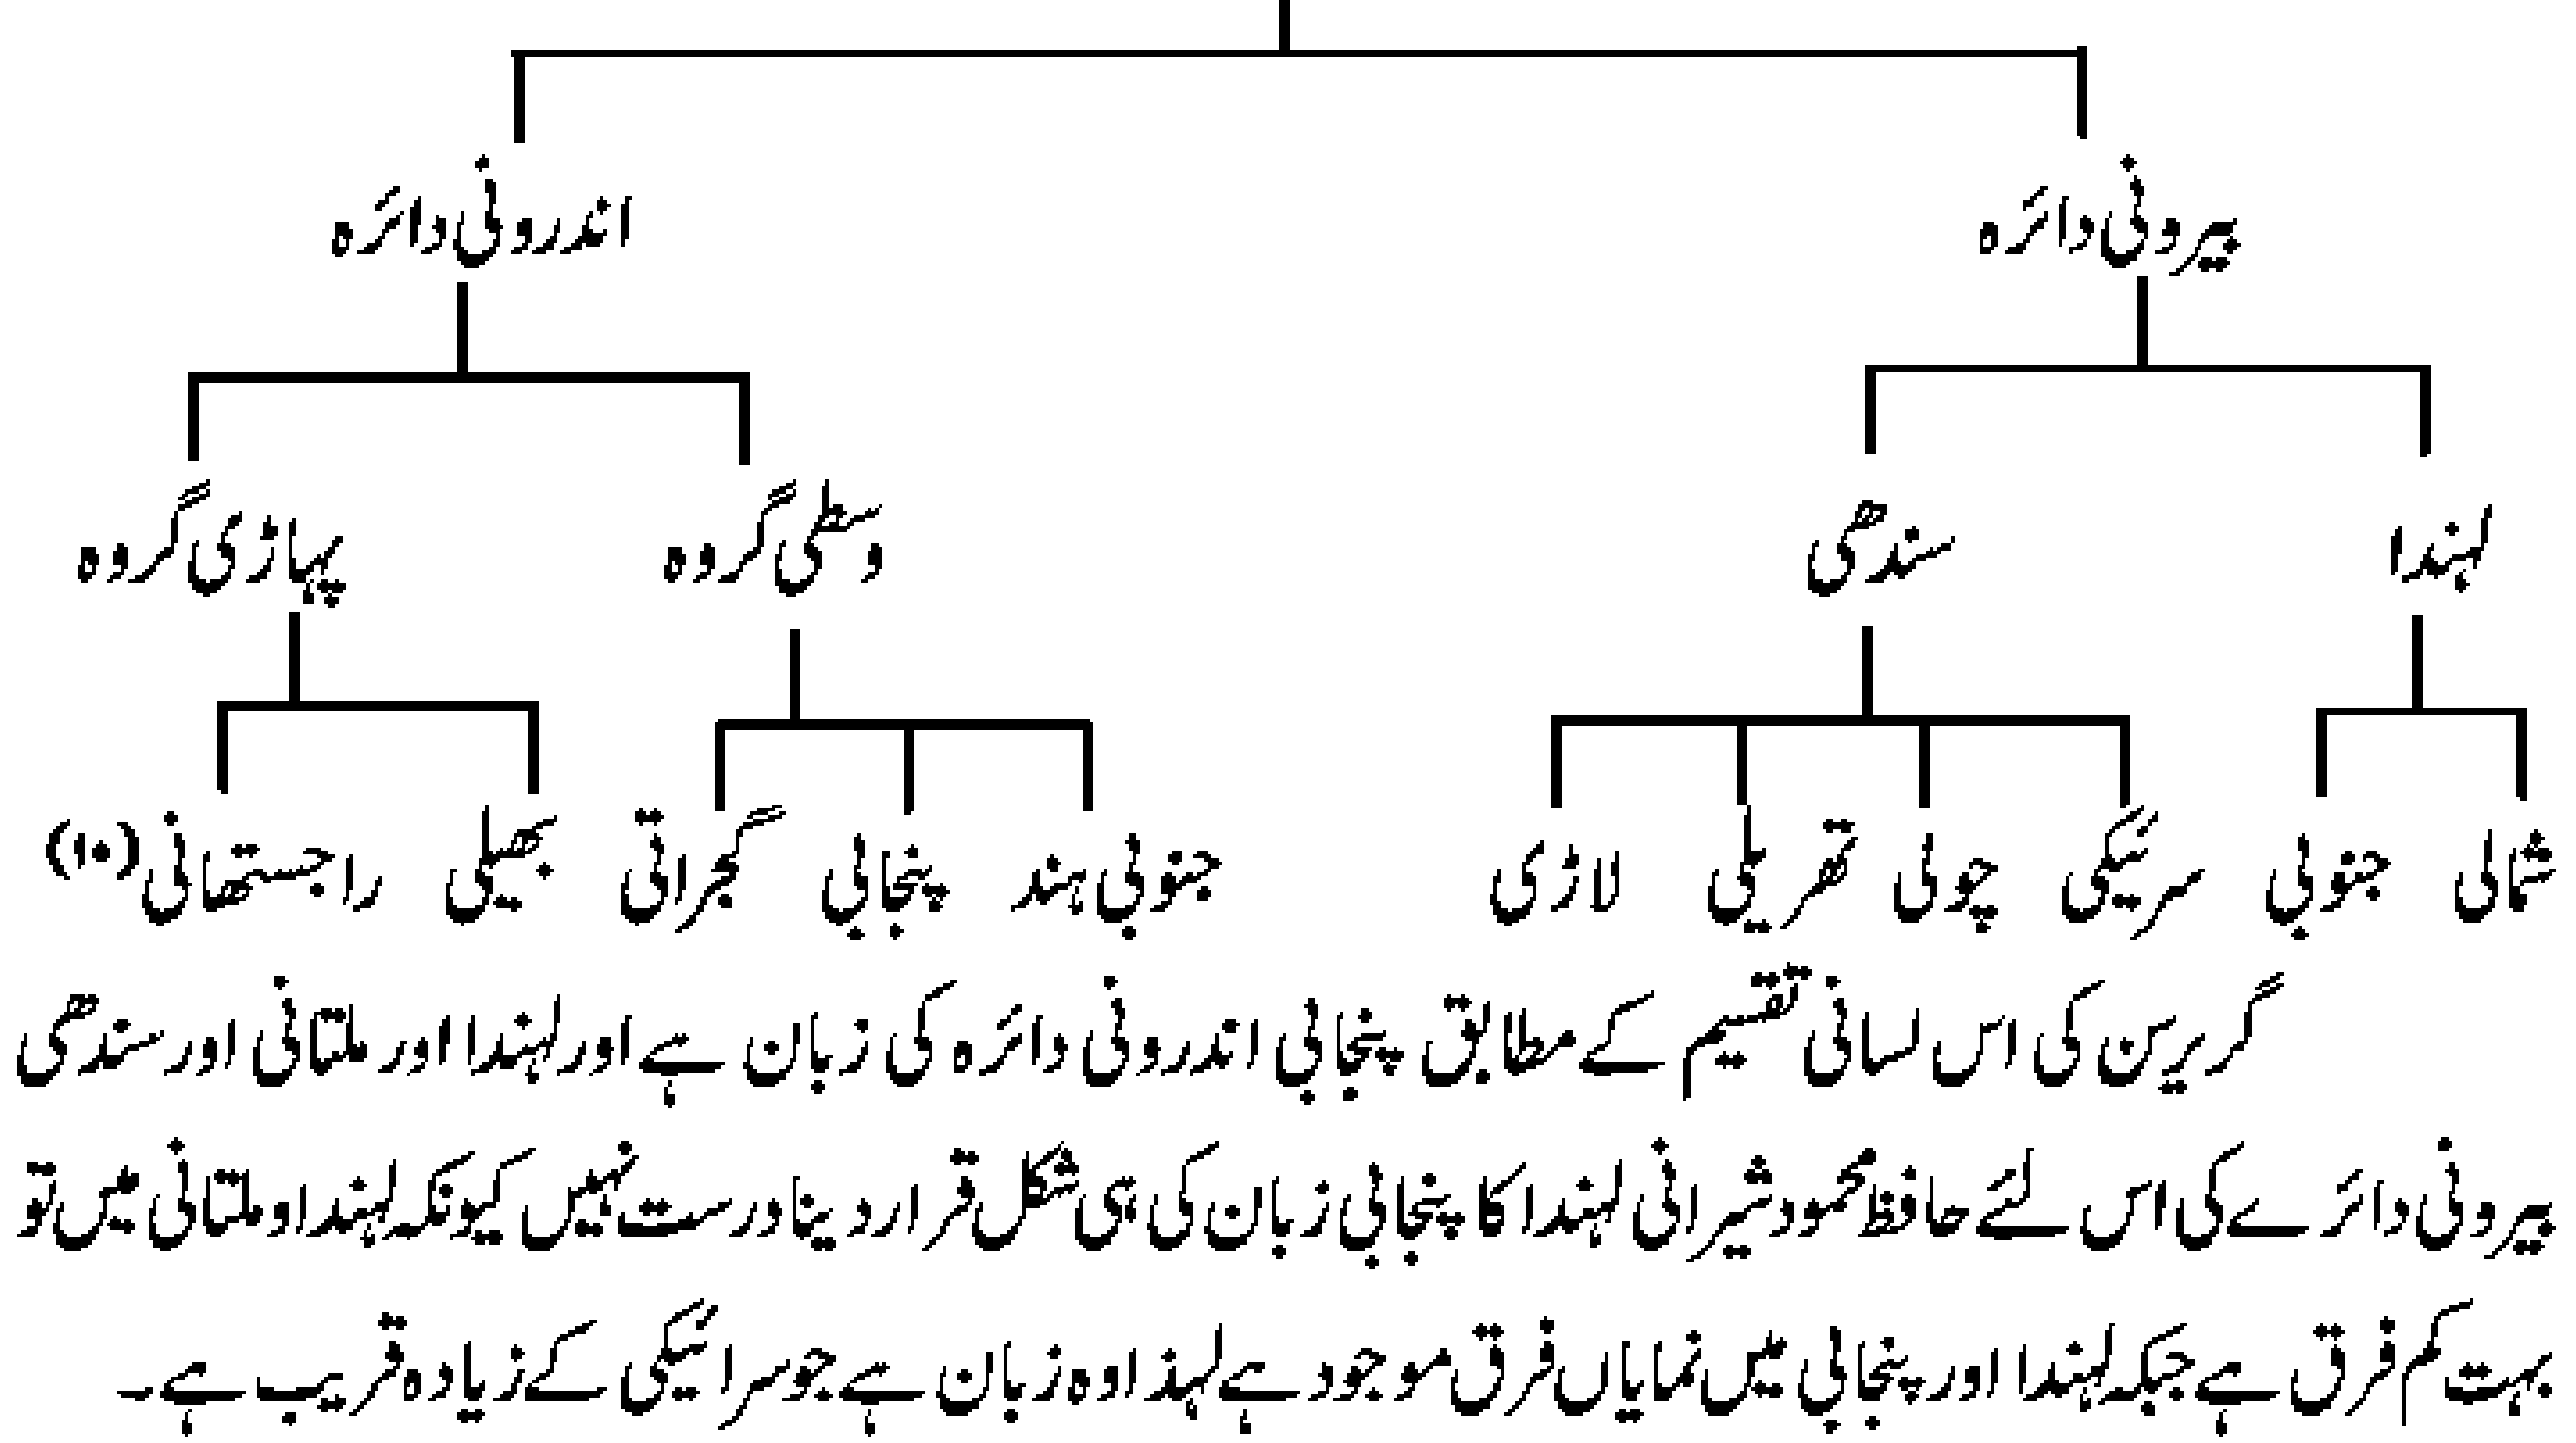 بیرونی دائرہ اندرونی دائرہ
لہندا سندھی وسطی گروہ پہاڑی گروہ
شمالی جنوبی سرئیکی چولی تھریلی لاڑی جنوبی ہند پنجابی گجراتی بھیلی راجستھانی (۱۰)
گریرین کی اس لسانی تقسیم کے مطابق پنجابی اندرونی دائرہ کی زبان ہے اور لہندا اور ملتانی اور سندھی
بیرونی دائرے کی اس لئے حافظ محمود شیرانی لہندا کا پنجابی زبان کی ہی شکل قرار دینا درست نہیں کیونکہ لہندا و ملتانی میں تو
بہت کم فرق ہے جبکہ لہندا اور پنجابی میں نمایاں فرق موجود ہے لہذا وہ زبان ہے جو سرائیکی کے زیادہ قریب ہے۔